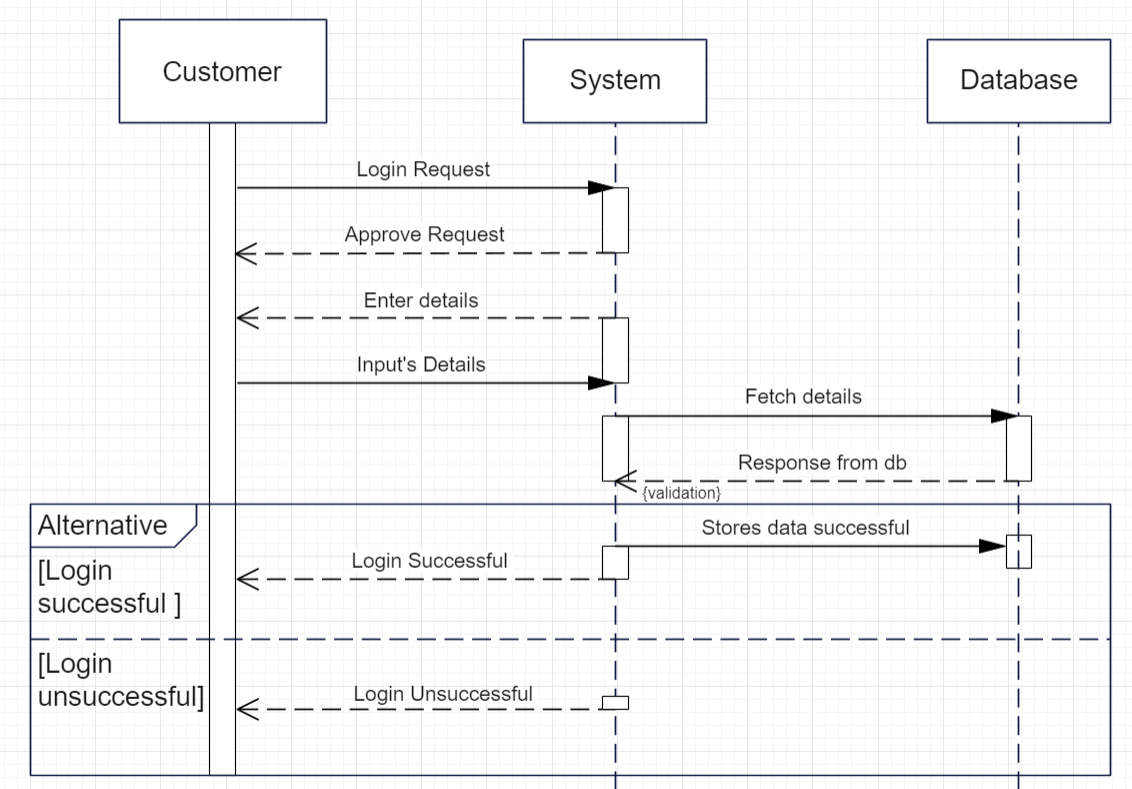 Customer
System
Database
Login Request
Approve Request
Enter details
Input's Details
Fetch details
Response from db
{validation}
Alternative
Stores data successful
[Login
successful ]
Login Successful
[Login
unsuccessful]
Login Unsuccessful